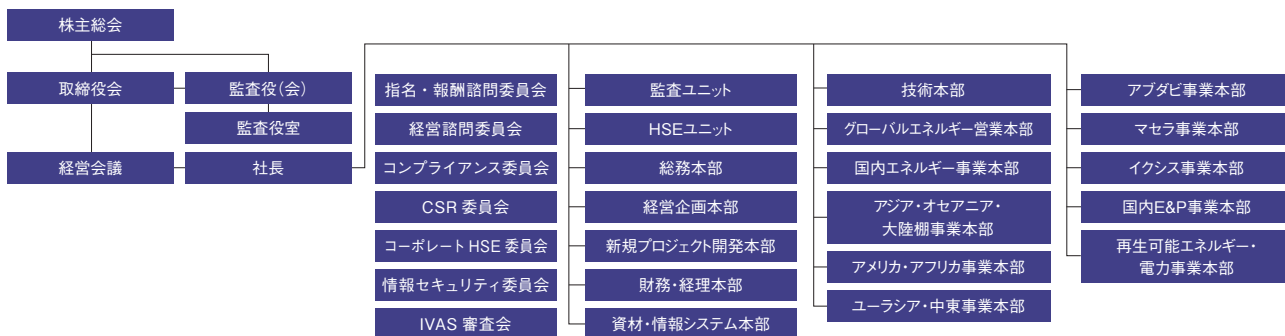 株主総会
取締役会
監査役(会)
監査役室
経営会議
社長
指名・報酬諮問委員会
経営諮問委員会
コンプライアンス委員会
CSR 委員会
コーポレート HSE 委員会
情報セキュリティ委員会
IVAS 審査会
監査ユニット
HSEユニット
総務本部
経営企画本部
新規プロジェクト開発本部
財務・経理本部
資材・情報システム本部
技術本部
グローバルエネルギー営業本部
国内エネルギー事業本部
アジア・オセアニア・
大陸棚事業本部
アメリカ・アフリカ事業本部
ユーラシア・中東事業本部
アブダビ事業本部
マセラ事業本部
イクシス事業本部
国内E&P事業本部
再生可能エネルギー・
電力事業本部